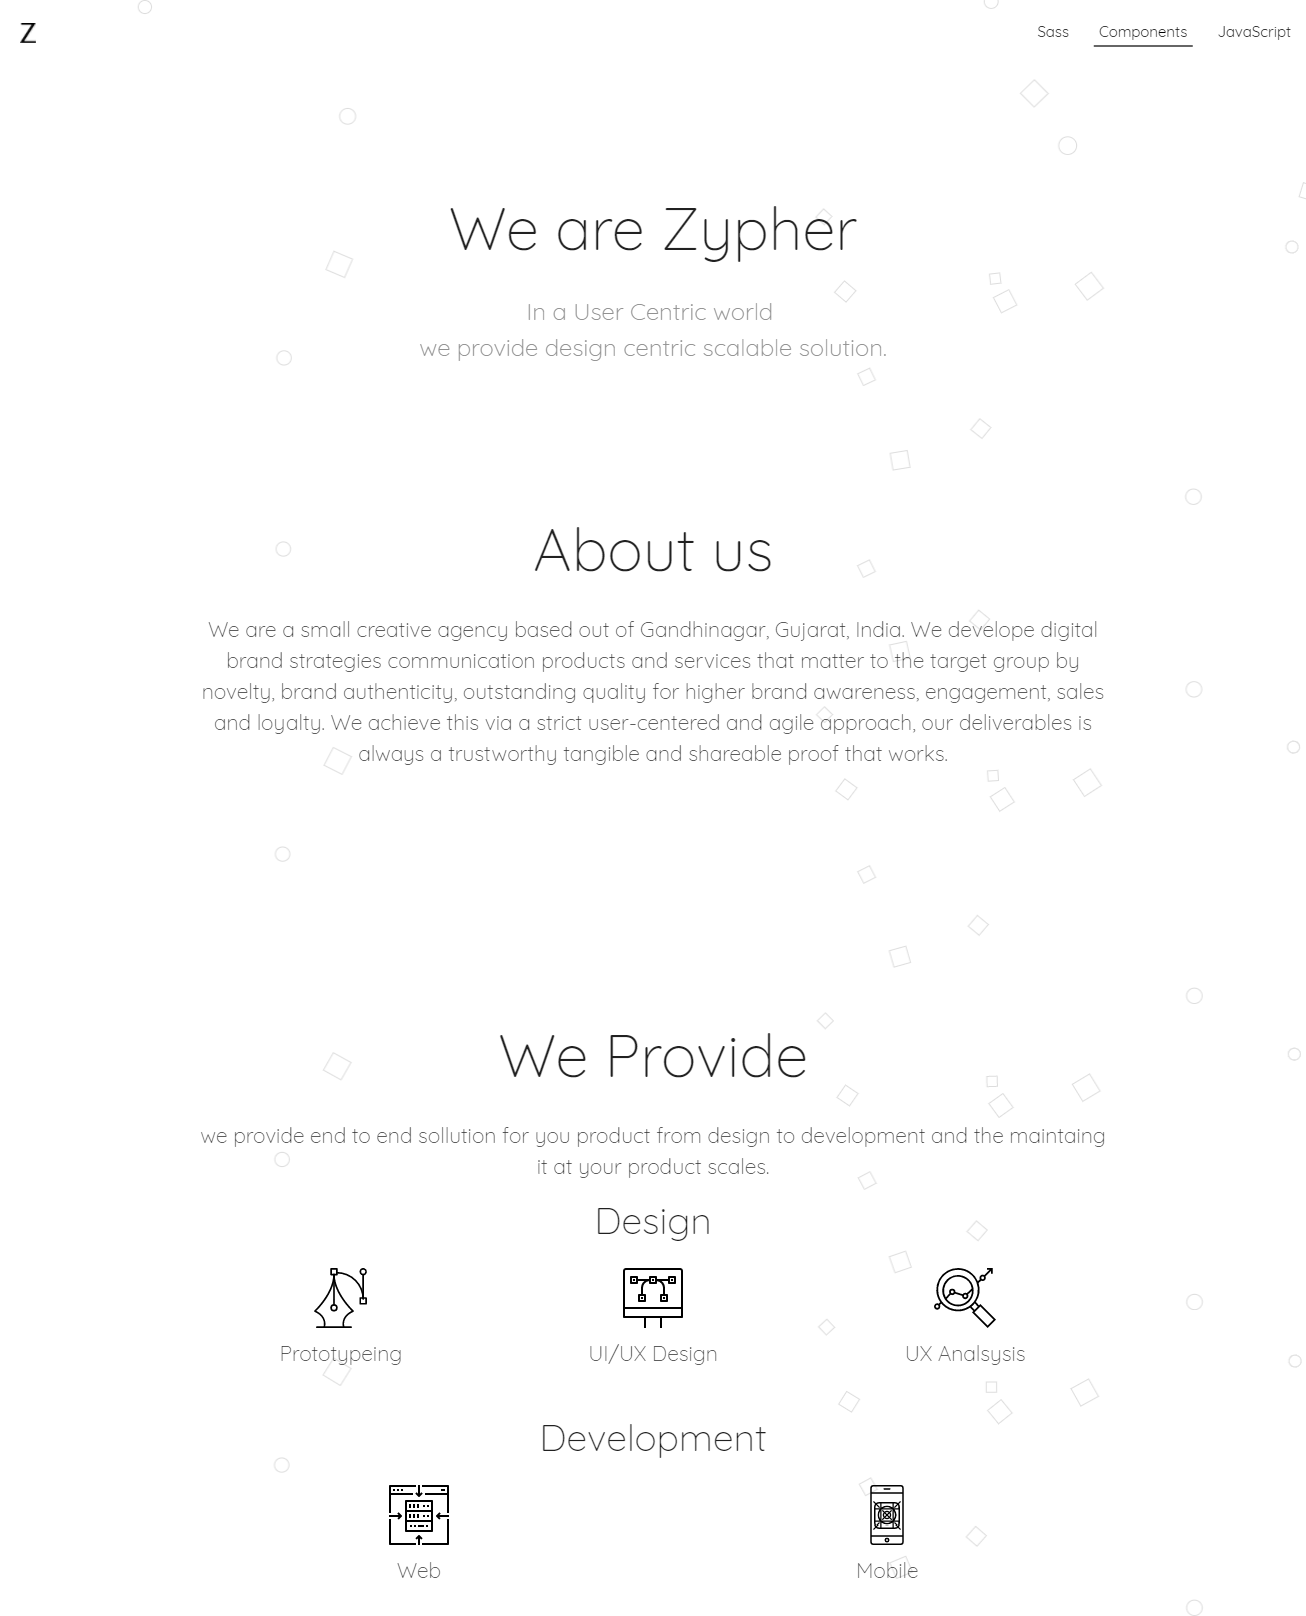 Z
Sass Components JavaScript
We are Zypher
In a User Centric world
we provide design centric scalable solution.
About us
We are a small creative agency based out of Gandhinagar, Gujarat, India. We develope digital
brand strategies communication products and services that matter to the target group by
novelty, brand authenticity, outstanding quality for higher brand awareness, engagement, sales
and loyalty. We achieve this via a strict user-centered and agile approach, our deliverables is
always a trustworthy tangible and shareable proof that works.
We Provide
we provide end to end sollution for you product from design to development and the maintaing
it at your product scales.
Design
Prototypeing UI/UX Design UX Analsysis
Development
Web Mobile